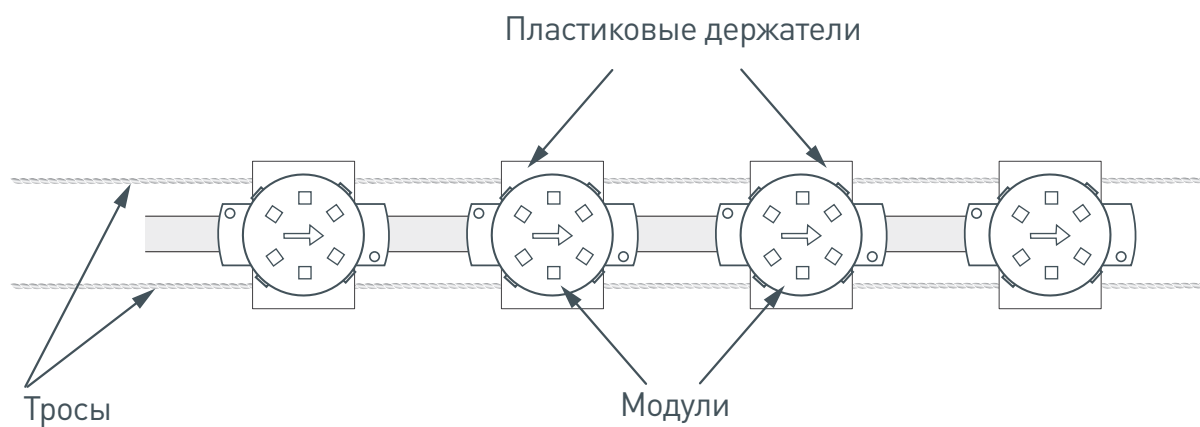 Пластиковые держатели
Тросы
Модули